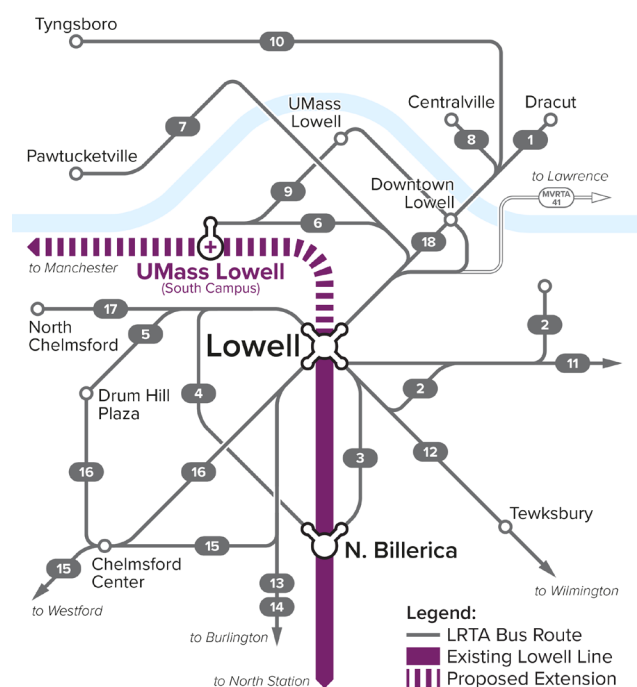 Tyngsboro
10
UMass
Lowell
Centralville
Dracut
7
8
1
Pawtucketville
to Lawrence
MVRTA
41
9
Downtown
Lowell
6
18
to Manchester
UMass Lowell
(South Campus)
17
North
Chelmsford
5
Lowell
2
11
Drum Hill
Plaza
4
2
16
16
3
12
Tewksbury
15
Chelmsford
Center
15
N. Billerica
13
14
to Westford
to Burlington
to Wilmington
to North Station
Legend:
LRTA Bus Route
Existing Lowell Line
Proposed Extension